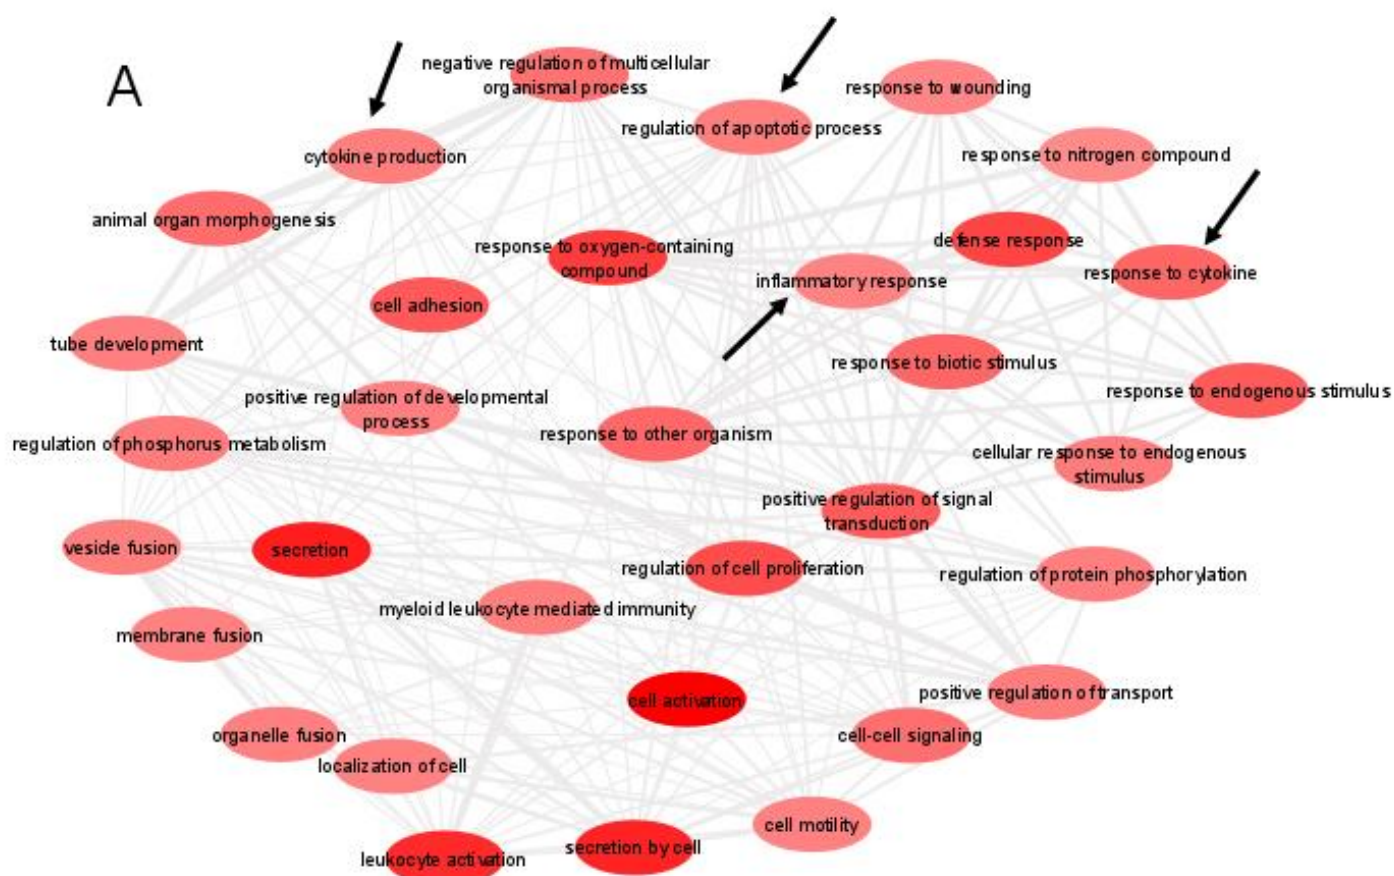 A
negative regulation of multicellular
organismal process
response to wounding
regulation of apoptotic process
cytokine production
response to nitrogen compound
animal organ morphogenesis
response to oxygen-containing
compound
defense response
inflammatory response
response to cytokine
cell adhesion
tube development
response to biotic stimulus
response to endogenous stimulus
positive regulation of developmental
process
regulation of phosphorus metabolism
response to other organism
cellular response to endogenous
stimulus
positive regulation of signal
transduction
vesicle fusion
secretion
regulation of cell proliferation
regulation of protein phosphorylation
myeloid leukocyte mediated immunity
membrane fusion
cell activation
positive regulation of transport
organelle fusion
cell-cell signaling
localization of cell
cell motility
leukocyte activation
secretion by cell